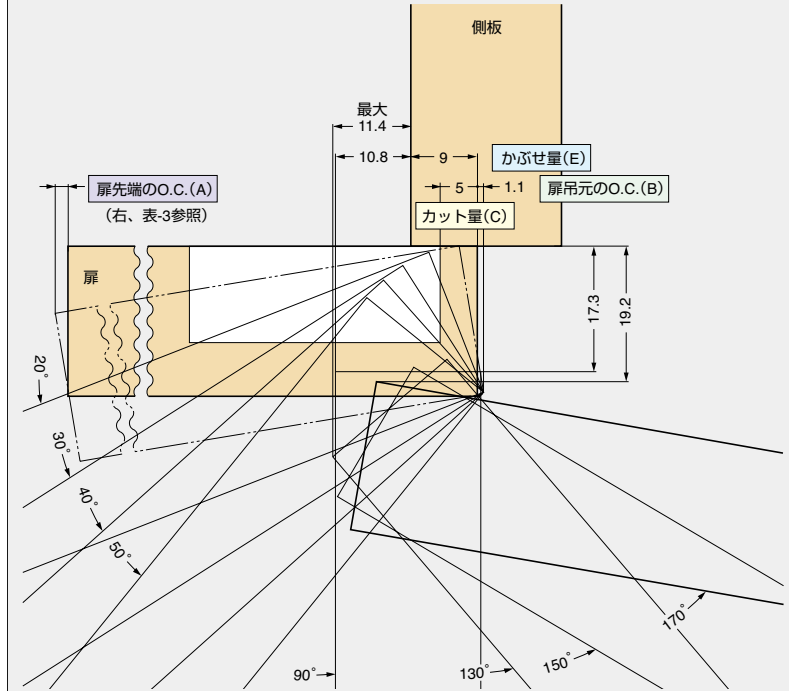 側板
最大
11.4
10.8
9
かぶせ量(E)
扉先端のO.C.(A)
5
1.1
扉吊元のO.C.(B)
(右、表-3参照)
カット量(C)
扉
17.3
19.2
20°
30°
40°
50°
170°
150°
130°
90°